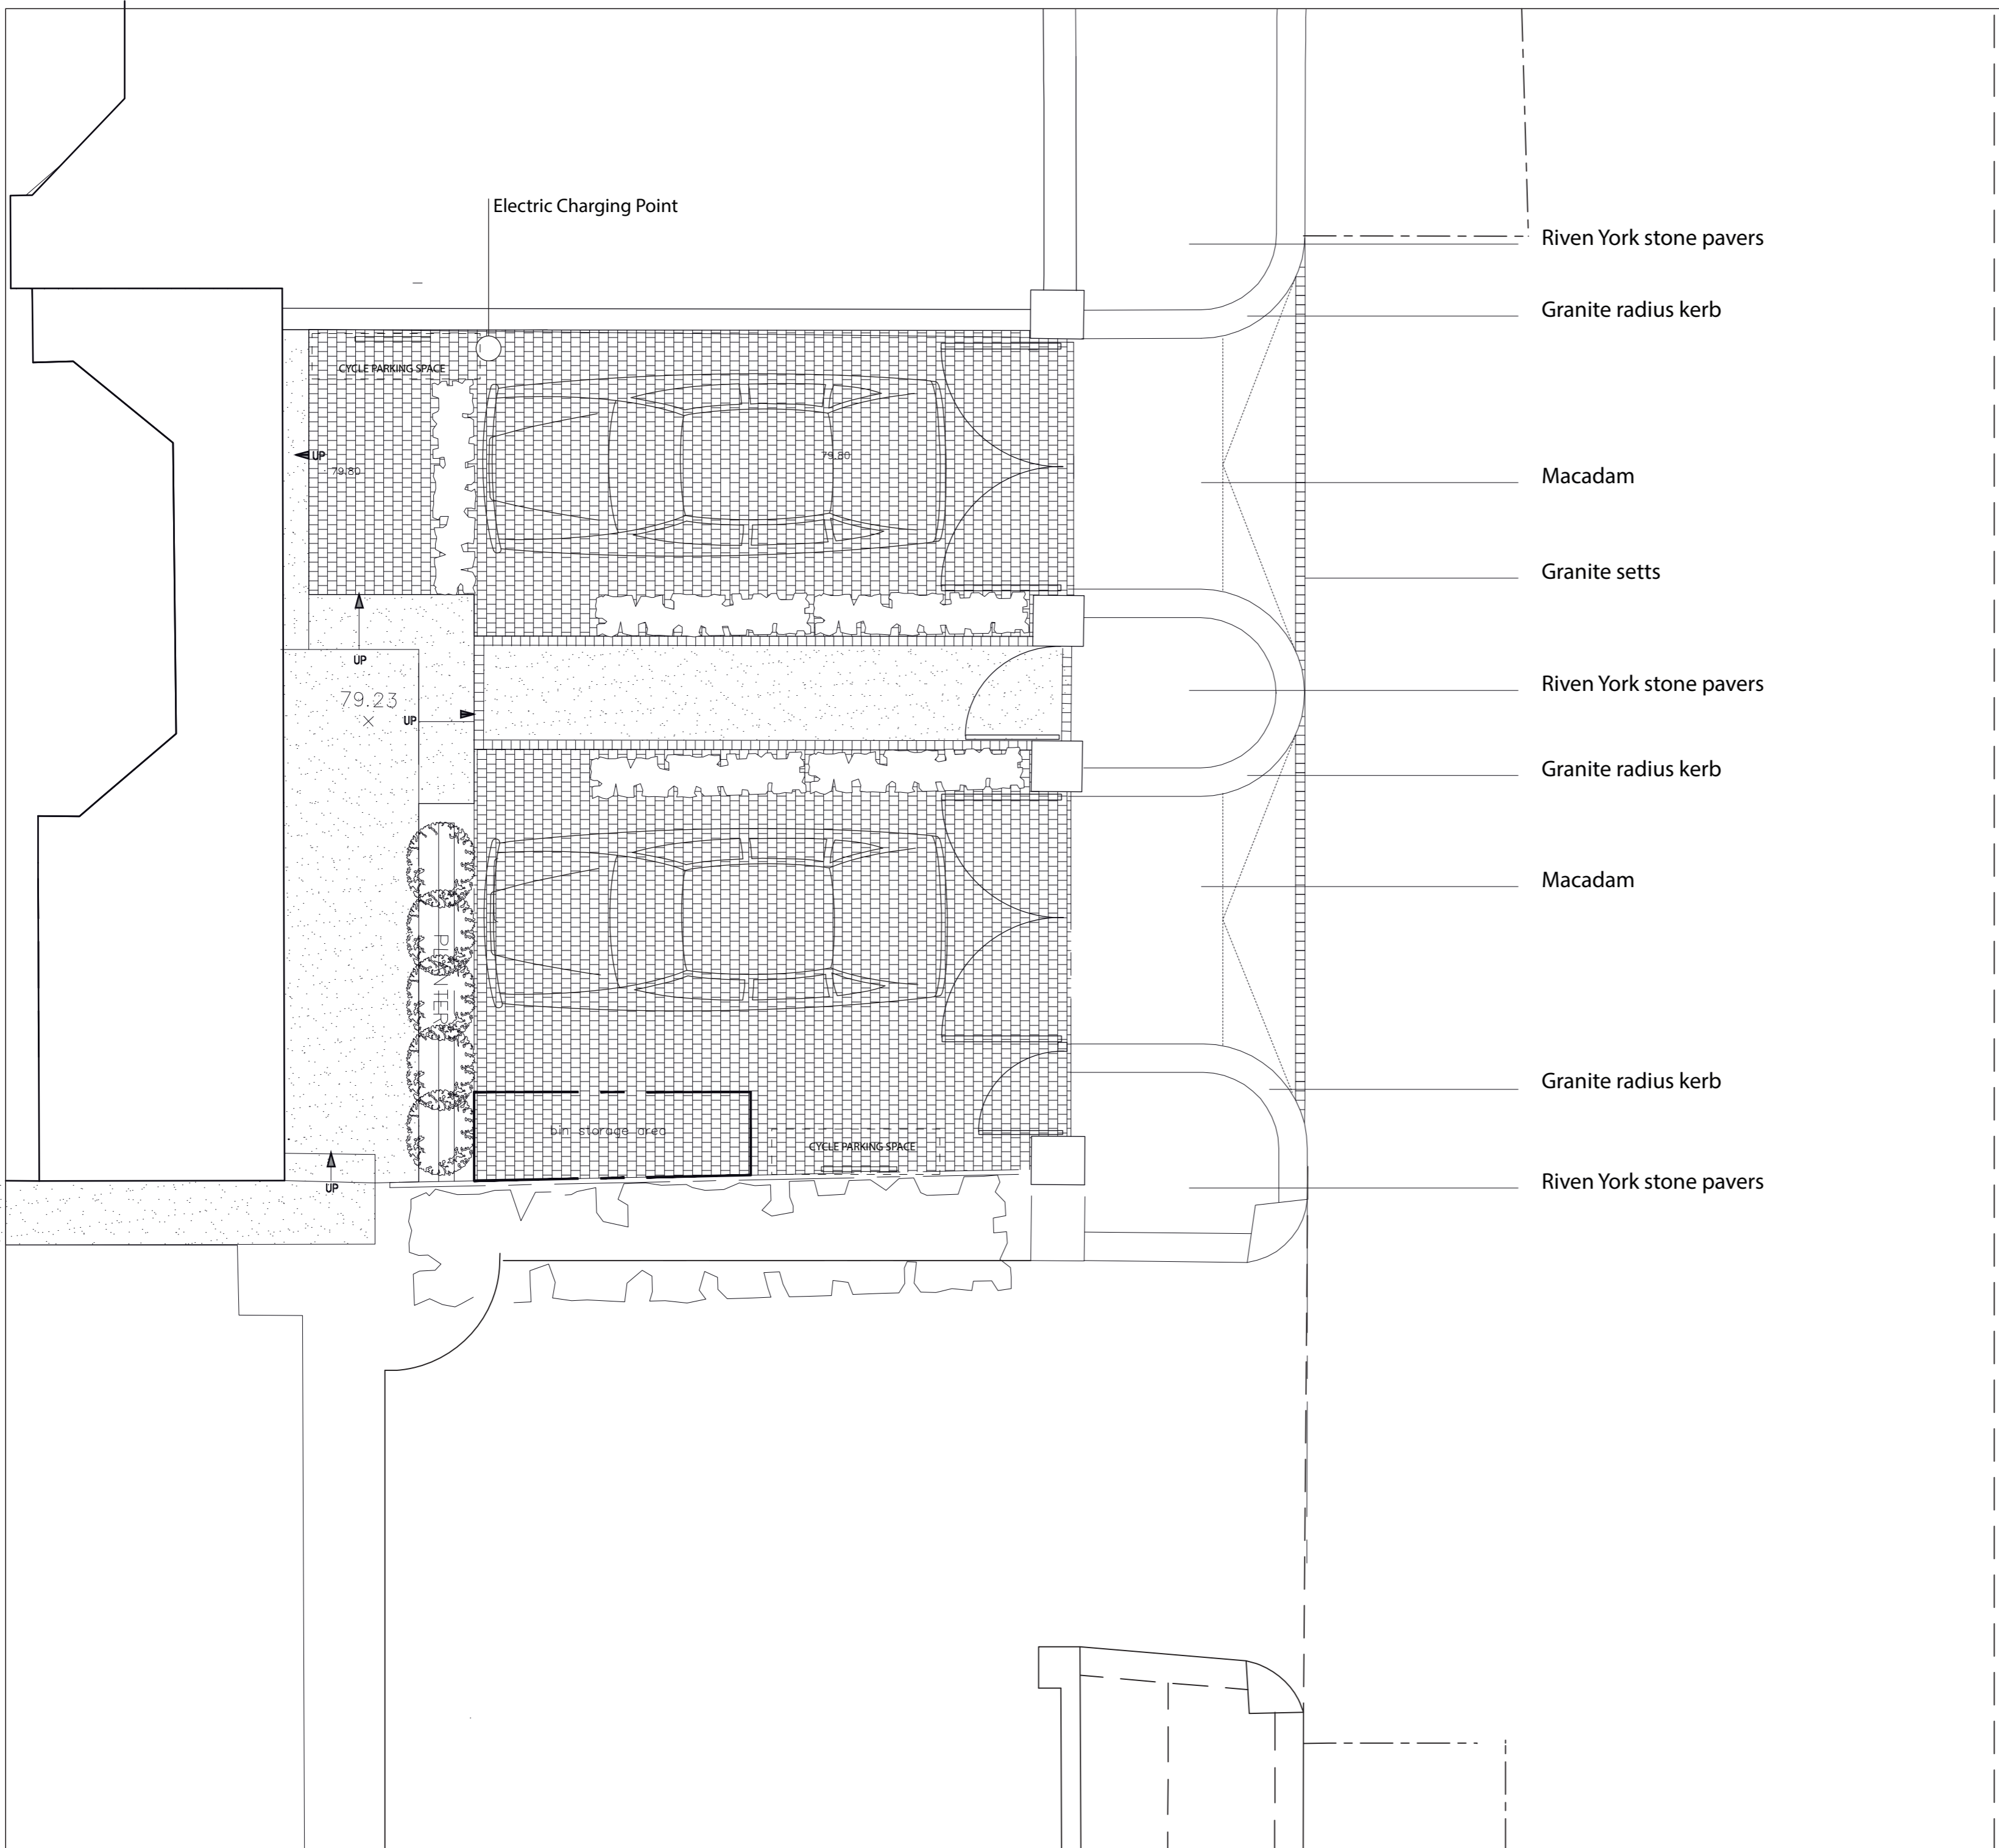 Electric Charging Point
Riven York stone pavers
Granite radius kerb
CYCLE PARKING SPACE
UP
79.80
79.80
Macadam
Granite setts
UP
79.23
UP
Riven York stone pavers
Granite radius kerb
Macadam
PLANTER
Granite radius kerb
bin storage area
CYCLE PARKING SPACE
UP
Riven York stone pavers